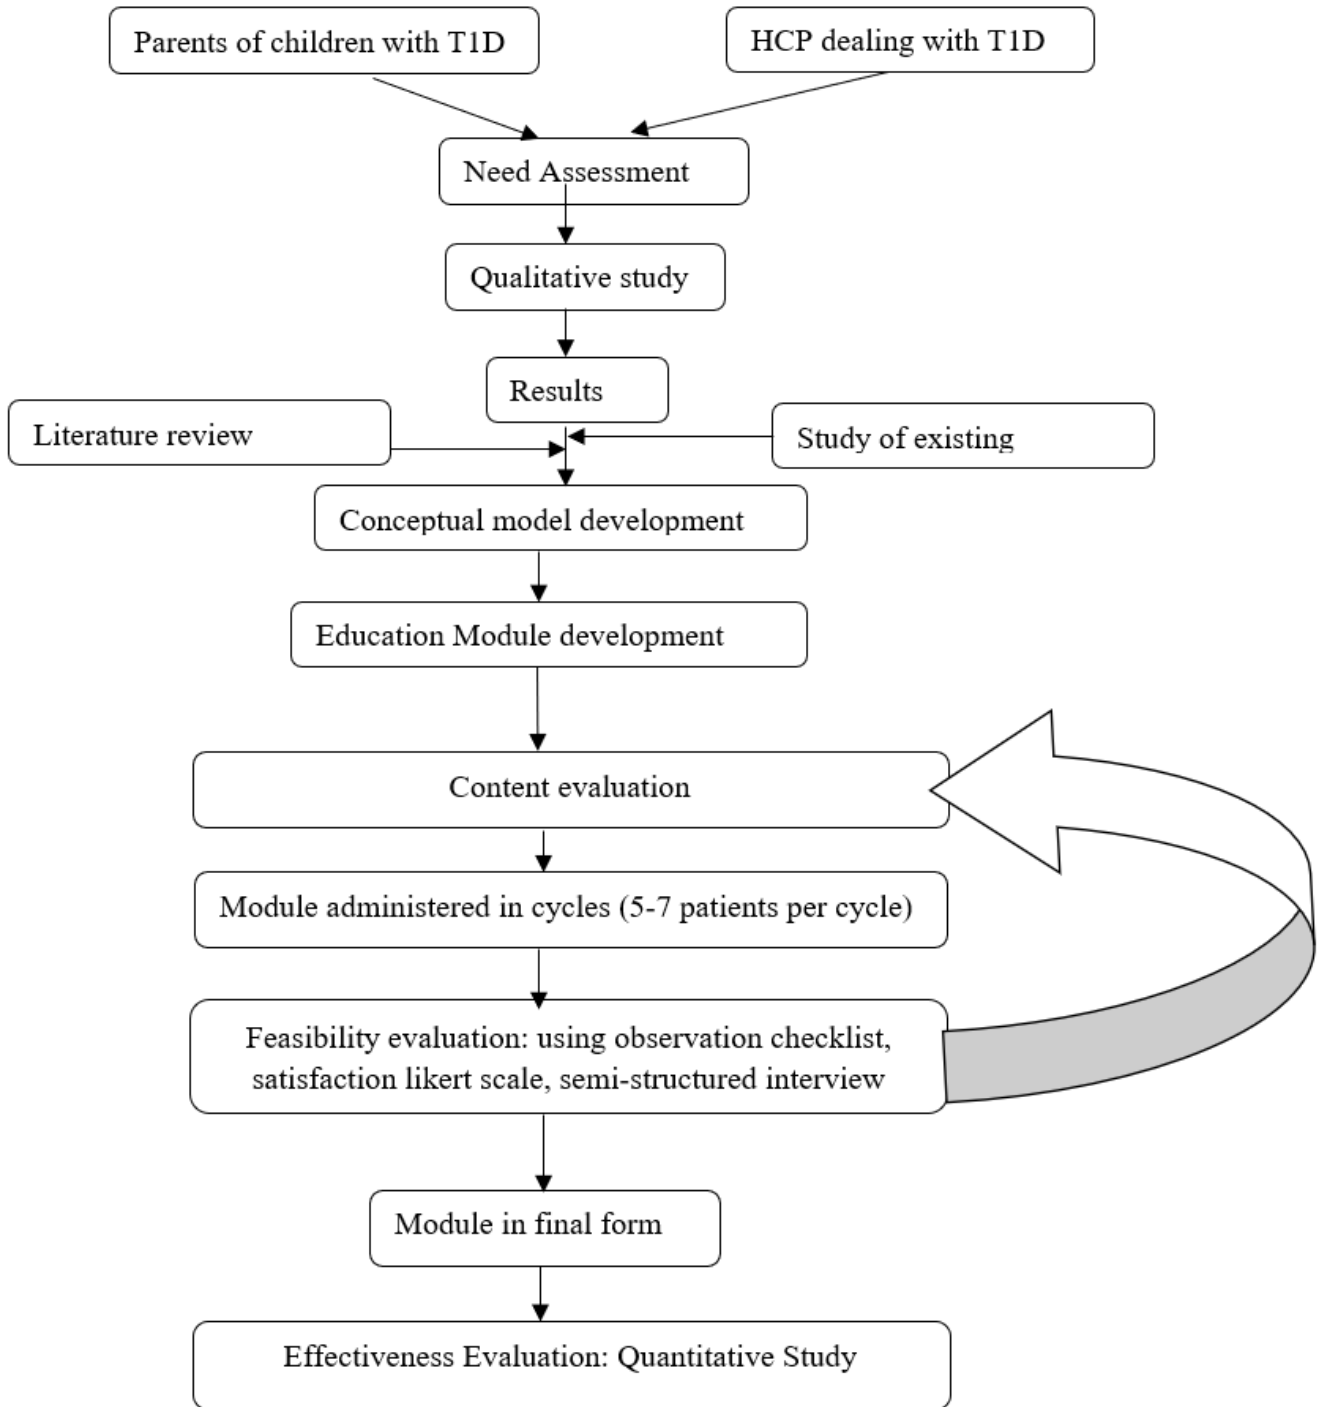 Parents of children with T1D
HCP dealing with T1D
Need Assessment
Qualitative study
Results
Literature review
Study of existing
Conceptual model development
Education Module development
Content evaluation
Module administered in cycles (5-7 patients per cycle)
Feasibility evaluation: using observation checklist,
satisfaction likert scale, semi-structured interview
Module in final form
Effectiveness Evaluation: Quantitative Study